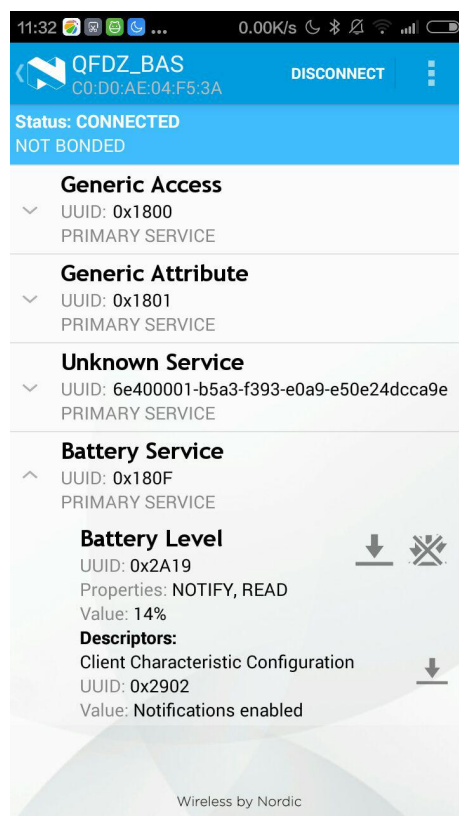 11:32 ... 0.00K/s
QFDZ_BAS
C0:D0:AE:04:F5:3A
DISCONNECT
Status: CONNECTED
NOT BONDED
Generic Access
UUID: 0x1800
PRIMARY SERVICE
Generic Attribute
UUID: 0x1801
PRIMARY SERVICE
Unknown Service
UUID: 6e400001-b5a3-f393-e0a9-e50e24dcca9e
PRIMARY SERVICE
Battery Service
UUID: 0x180F
PRIMARY SERVICE
Battery Level
UUID: 0x2A19
Properties: NOTIFY, READ
Value: 14%
Descriptors:
Client Characteristic Configuration
UUID: 0x2902
Value: Notifications enabled
Wireless by Nordic